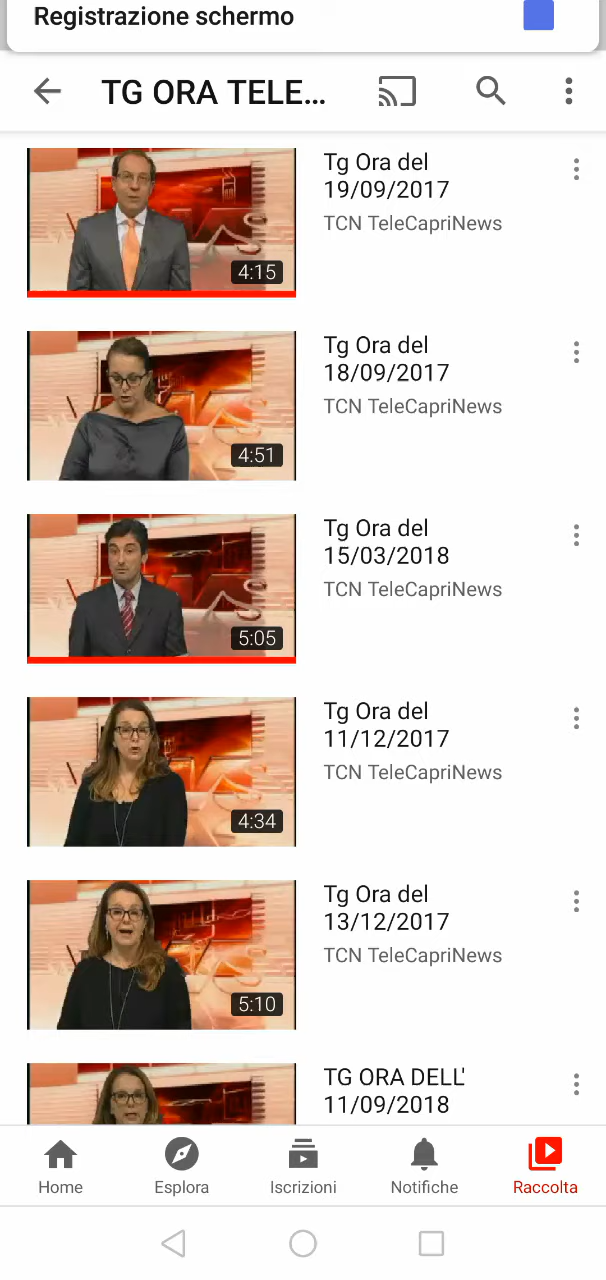 Registrazione schermo
TG ORA TELE...
Tg Ora del
19/09/2017
TCN TeleCapriNews
4:15
Tg Ora del
18/09/2017
TCN TeleCapriNews
4:51
Tg Ora del
15/03/2018
TCN TeleCapriNews
5:05
Tg Ora del
11/12/2017
TCN TeleCapriNews
4:34
Tg Ora del
13/12/2017
TCN TeleCapriNews
5:10
TG ORA DELL'
11/09/2018
Home
Esplora
Iscrizioni
Notifiche
Raccolta